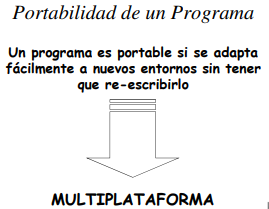 Portabilidad de un Programa
Un programa es portable si se adapta
fácilmente a nuevos entornos sin tener
que re-escribirlo
MULTIPLATAFORMA